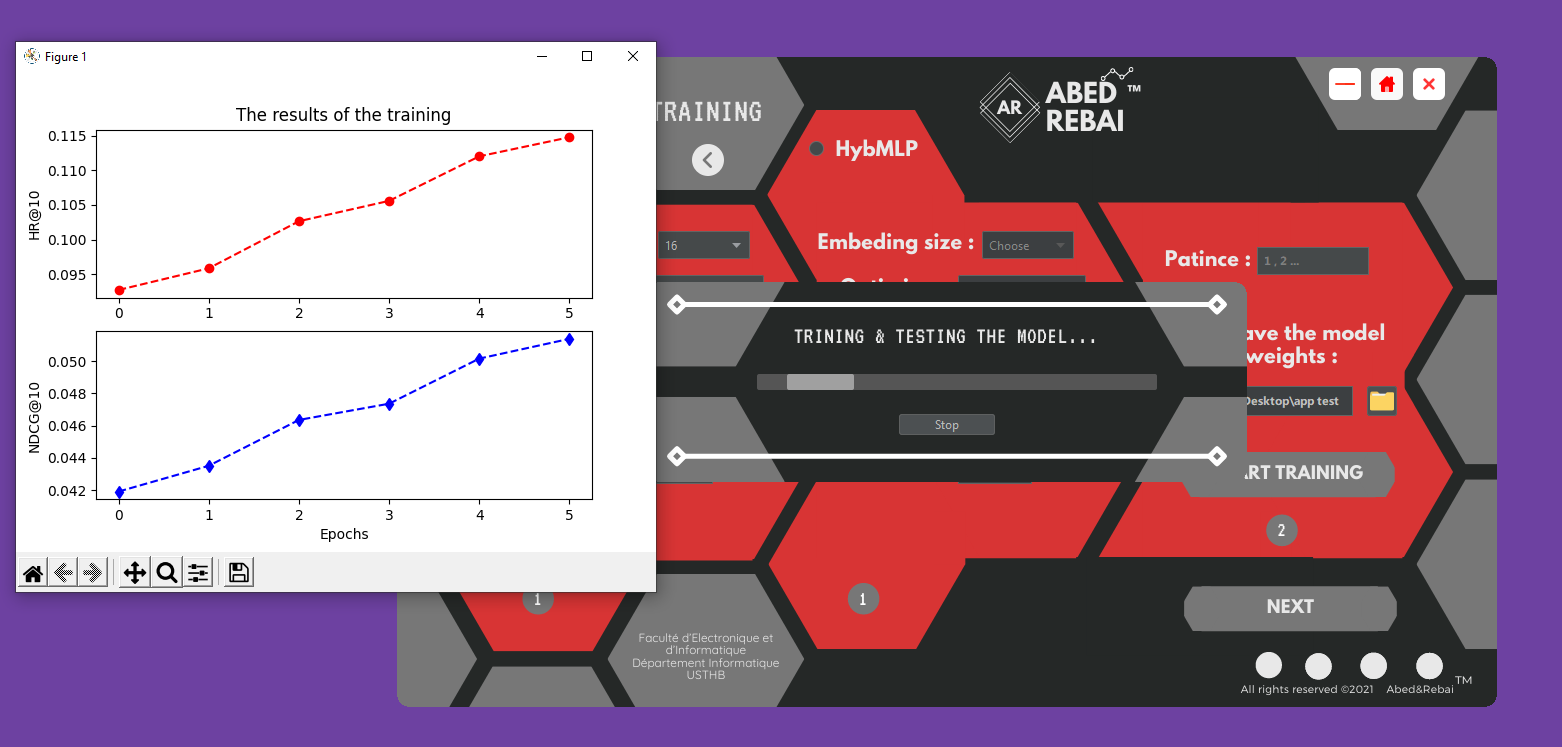 Figure 1
The results of the training
0.115
0.110
0.105
0.100
0.095
HR@10
0 1 2 3 4 5
0.050
0.048
0.046
0.044
0.042
NDCG@10
0 1 2 3 4 5
Epochs
TRAINING
AR
ABED ™
REBAI
HybMLP
16
Embeding size :
Choose
Patince :
1 , 2 ...
TRINING & TESTING THE MODEL...
Stop
ave the model
weights :
Desktop\app test
ART TRAINING
2
1
1
NEXT
Faculté d'Electronique et
d'Informatique
Département Informatique
USTHB
All rights reserved ©2021 Abed&Rebai TM